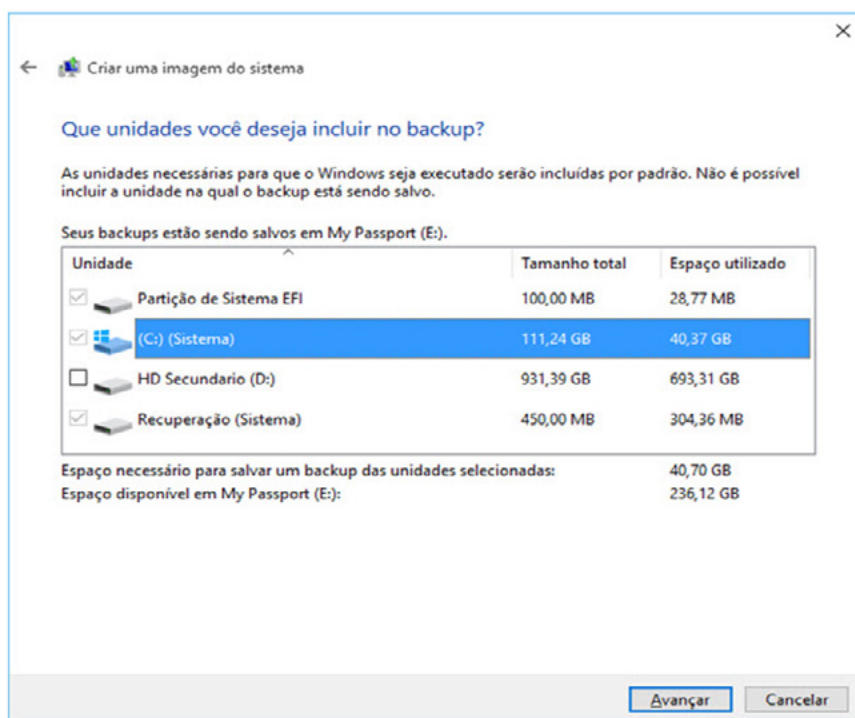 Criar uma imagem do sistema
Que unidades você deseja incluir no backup?
As unidades necessárias para que o Windows seja executado serão incluídas por padrão. Não é possível
incluir a unidade na qual o backup está sendo salvo.
Seus backups estão sendo salvos em My Passport (E:).
Unidade Tamanho total Espaço utilizado
Partição de Sistema EFI 100,00 MB 28,77 MB
(C:) (Sistema) 111,24 GB 40,37 GB
HD Secundario (D:) 931,39 GB 693,31 GB
Recuperação (Sistema) 450,00 MB 304,36 MB
Espaço necessário para salvar um backup das unidades selecionadas: 40,70 GB
Espaço disponível em My Passport (E:): 236,12 GB
Avançar Cancelar